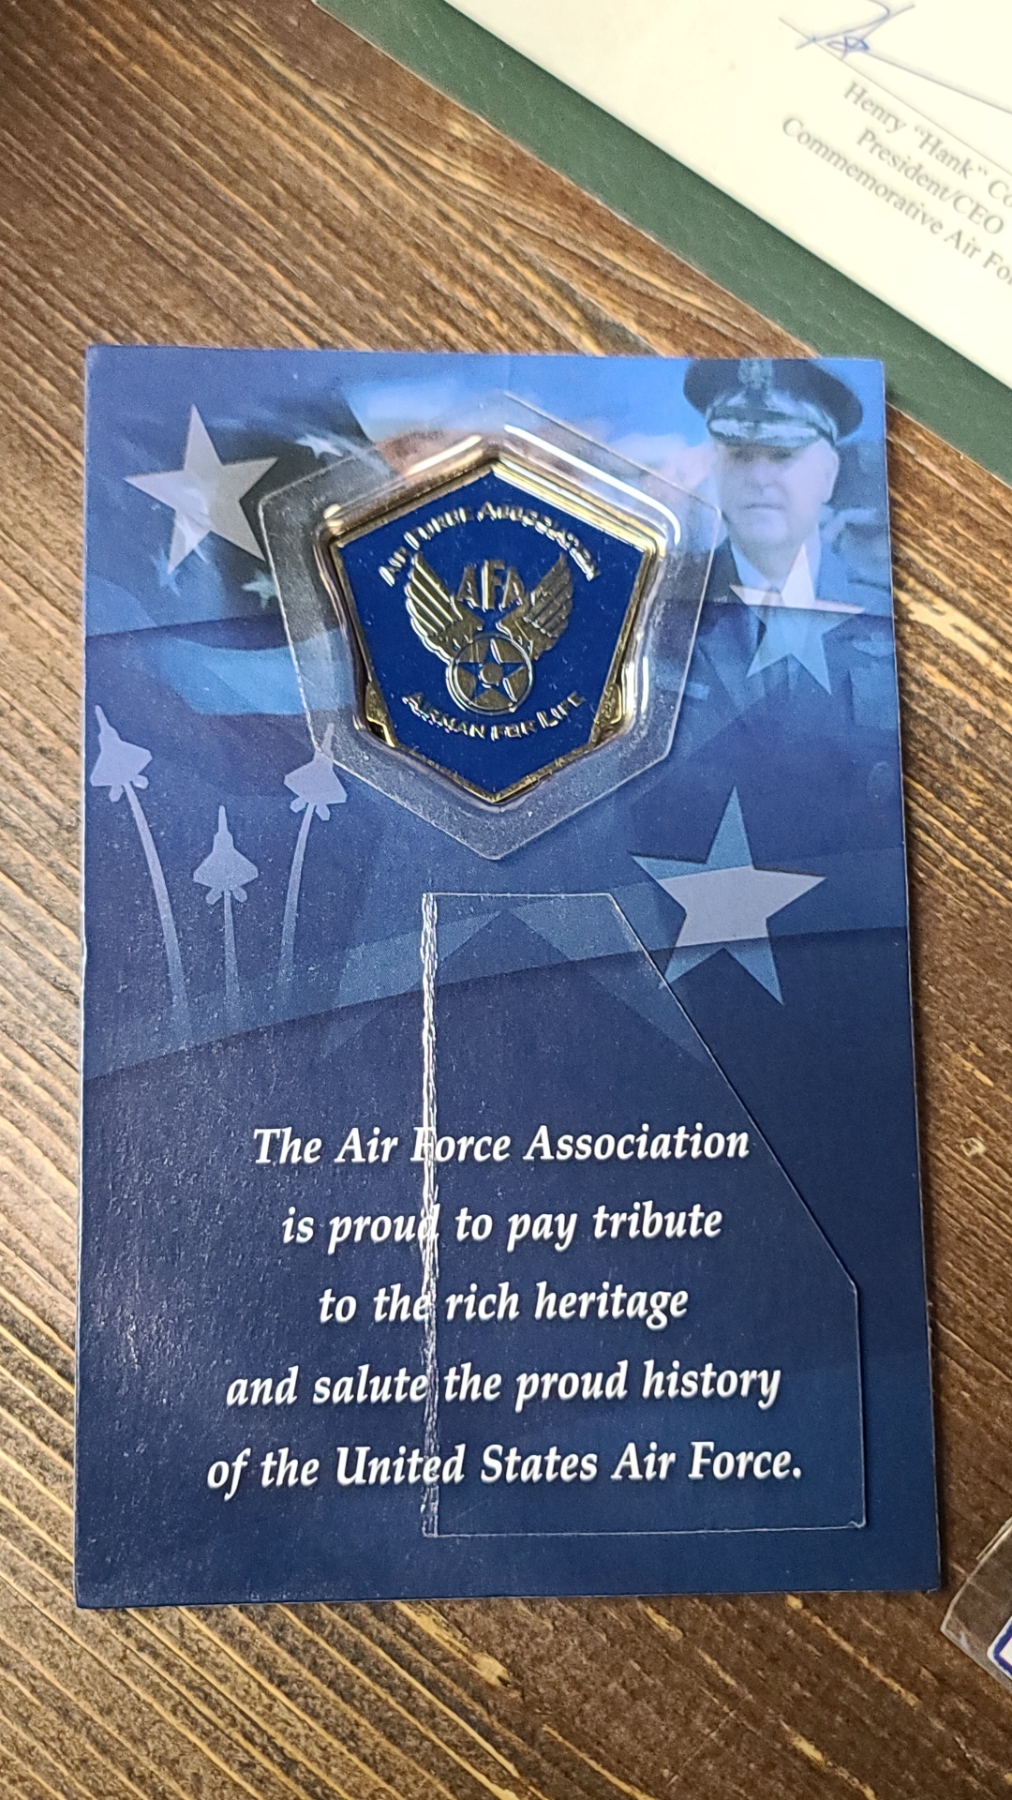 Henry “Hank” Co
President/CEO
Commemorative Air For
AIR FORCE ASSOCIATION
AFA
AIRMAN FOR LIFE
The Air Force Association
is proud to pay tribute
to the rich heritage
and salute the proud history
of the United States Air Force.